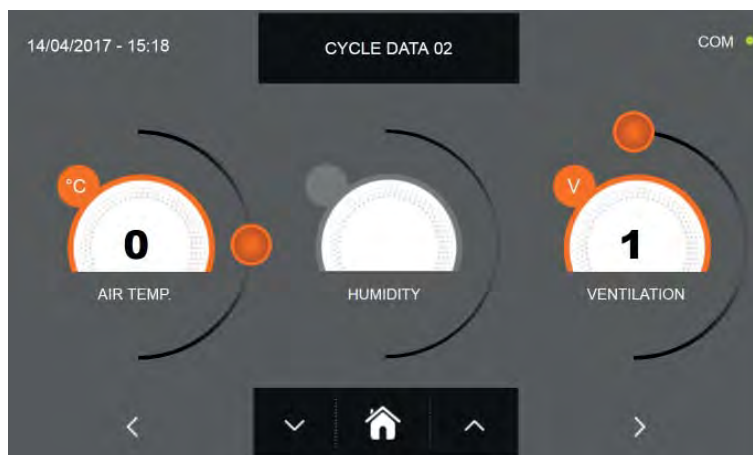 14/04/2017 - 15:18
CYCLE DATA 02
COM
°C
0
AIR TEMP.
HUMIDITY
V
1
VENTILATION